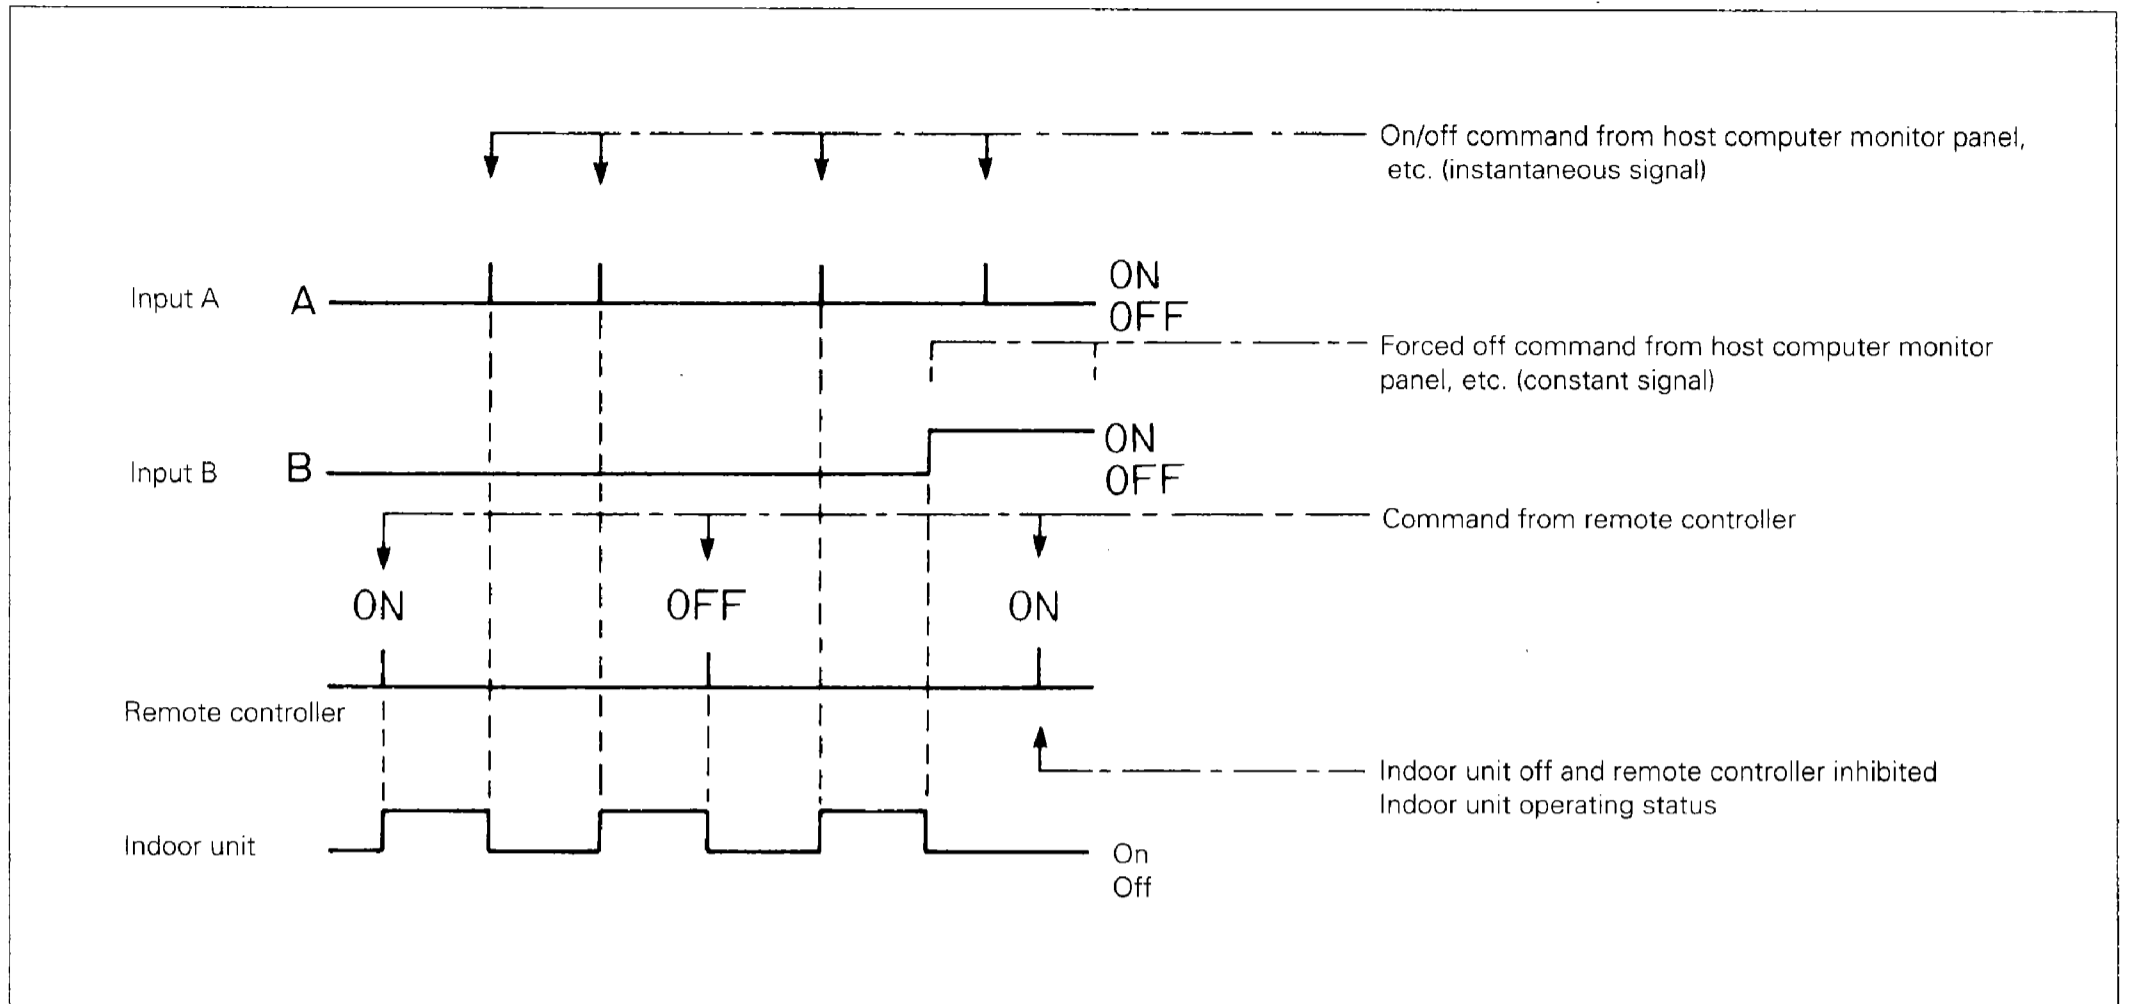 On/off command from host computer monitor panel,
etc. (instantaneous signal)
Input A A
ON
OFF
Forced off command from host computer monitor
panel, etc. (constant signal)
Input B B
ON
OFF
Command from remote controller
ON OFF ON
Remote controller
Indoor unit off and remote controller inhibited
Indoor unit operating status
Indoor unit
On
Off